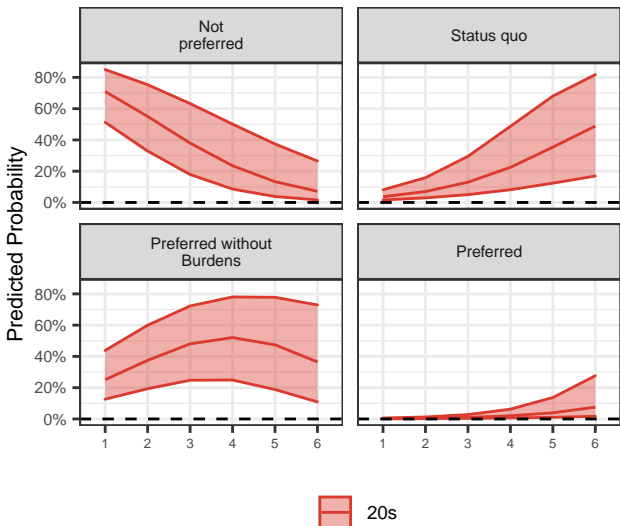 Not
preferred
Status quo
80%
60%
40%
20%
0%
Predicted Probability
Preferred without
Burdens
Preferred
80%
60%
40%
20%
0%
1 2 3 4 5 6
1 2 3 4 5 6
20s